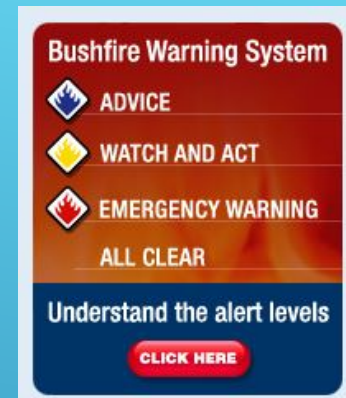 Bushfire Warning System
ADVICE
WATCH AND ACT
EMERGENCY WARNING
ALL CLEAR
Understand the alert levels
CLICK HERE